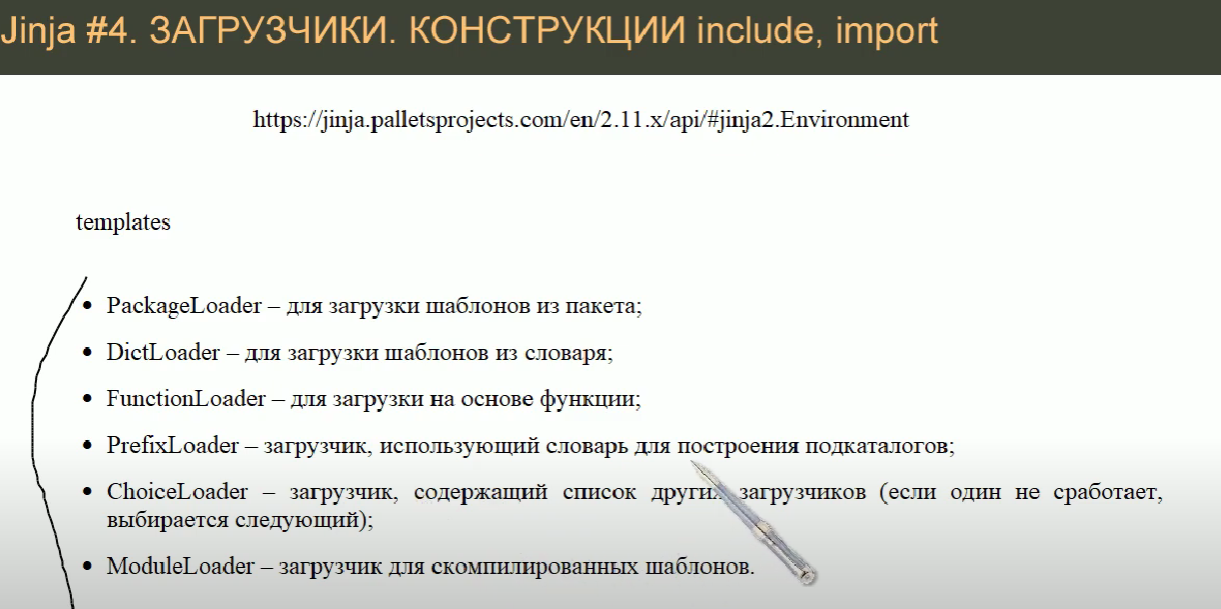 Jinja #4. ЗАГРУЗЧИКИ. КОНСТРУКЦИИ include, import
https://jinja.palletsprojects.com/en/2.11.x/api/#jinja2.Environment
templates
• PackageLoader – для загрузки шаблонов из пакета;
• DictLoader – для загрузки шаблонов из словаря;
• FunctionLoader – для загрузки на основе функции;
• PrefixLoader – загрузчик, использующий словарь для построения подкаталогов;
• ChoiceLoader – загрузчик, содержащий список других загрузчиков (если один не сработает,
выбирается следующий);
• ModuleLoader – загрузчик для скомпилированных шаблонов.